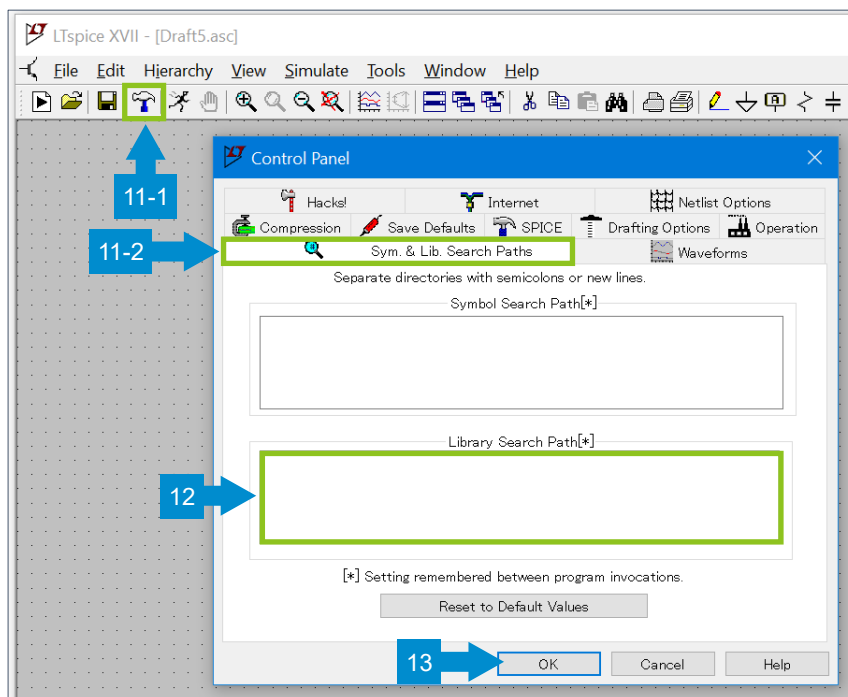 LTspice XVII - [Draft5.asc]
File Edit Hierarchy View Simulate Tools Window Help
11-1
Control Panel
Hacks! Internet Netlist Options
Compression Save Defaults SPICE Drafting Options Operation
11-2
Sym. & Lib. Search Paths Waveforms
Separate directories with semicolons or new lines.
Symbol Search Path[*]
Library Search Path[*]
12
[*] Setting remembered between program invocations.
Reset to Default Values
13
OK Cancel Help